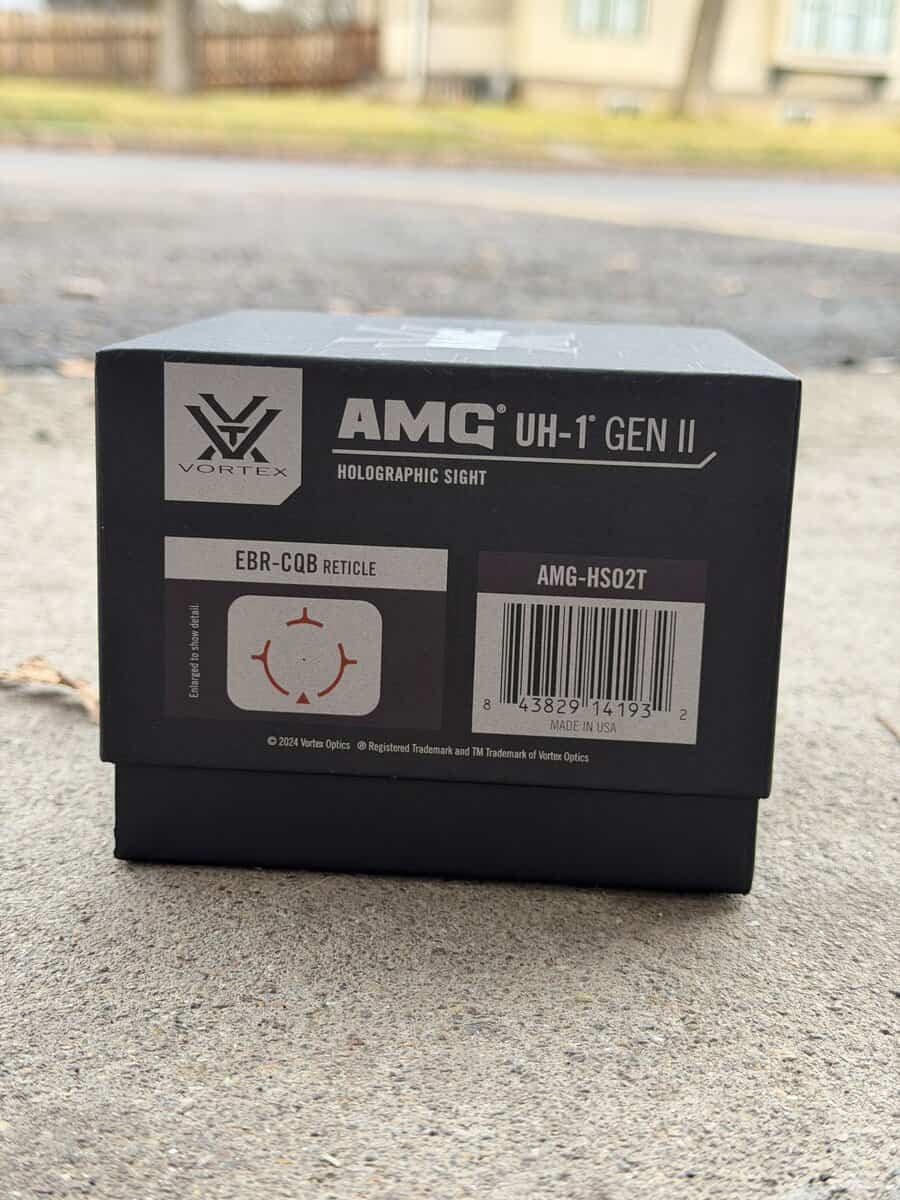 VORTEX
AMG® UH-1® GEN II
HOLOGRAPHIC SIGHT
EBR-CQB RETICLE
Enlarged to show detail.
AMG-HS02T
8 43829 14193 2
MADE IN USA
© 2024 Vortex Optics ® Registered Trademark and TM Trademark of Vortex Optics